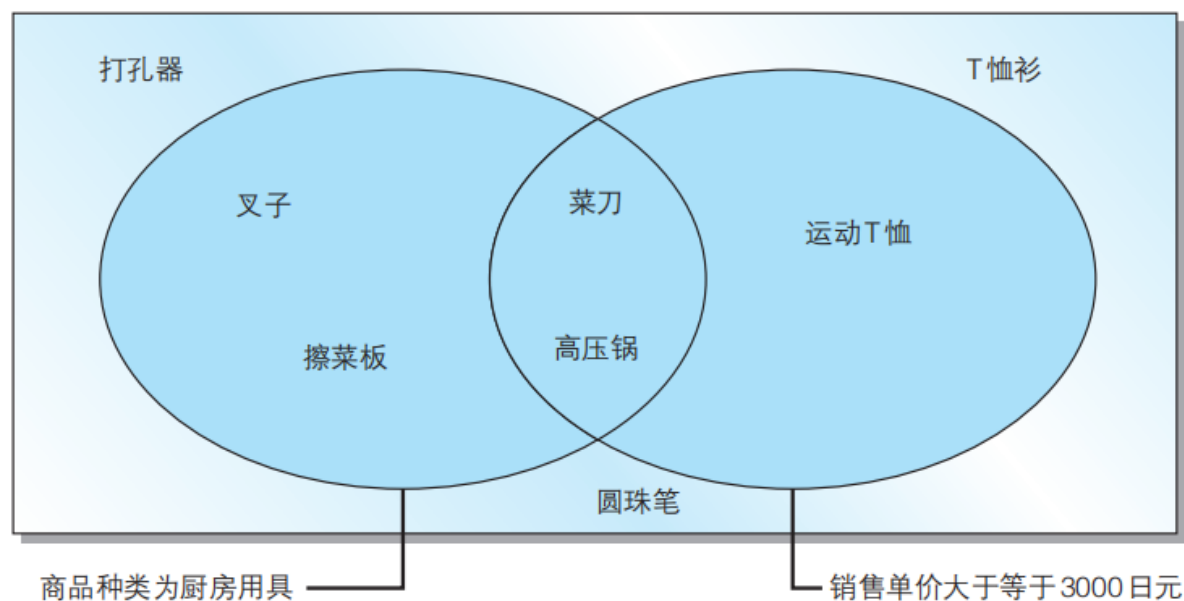 打孔器
T恤衫
叉子
菜刀
运动T恤
擦菜板
高压锅
圆珠笔
商品种类为厨房用具
销售单价大于等于3000日元